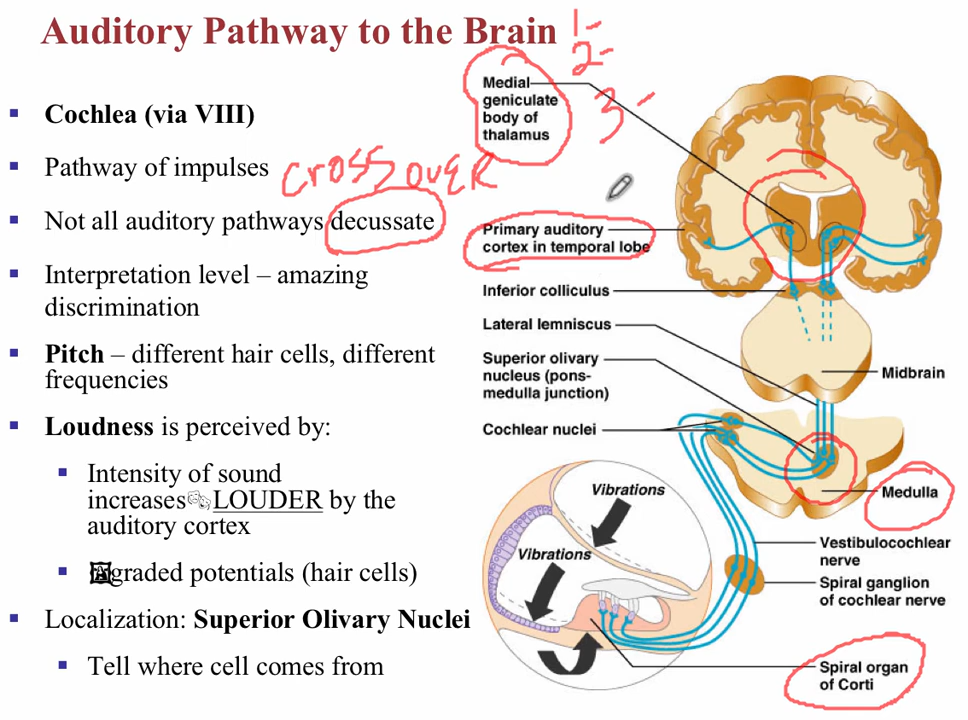 Auditory Pathway to the Brain
1-
2-
3-
Cochlea (via VIII)
Pathway of impulses
CROSS OVER
Not all auditory pathways decussate
Interpretation level – amazing
discrimination
Pitch – different hair cells, different
frequencies
Loudness is perceived by:
Intensity of sound
increases LOUDER by the
auditory cortex
graded potentials (hair cells)
Localization: Superior Olivary Nuclei
Tell where cell comes from
Medial
geniculate
body of
thalamus
Primary auditory
cortex in temporal lobe
Inferior colliculus
Lateral lemniscus
Superior olivary
nucleus (pons-
medulla junction)
Cochlear nuclei
Midbrain
Medulla
Vibrations
Vibrations
Vestibulocochlear
nerve
Spiral ganglion
of cochlear nerve
Spiral organ
of Corti